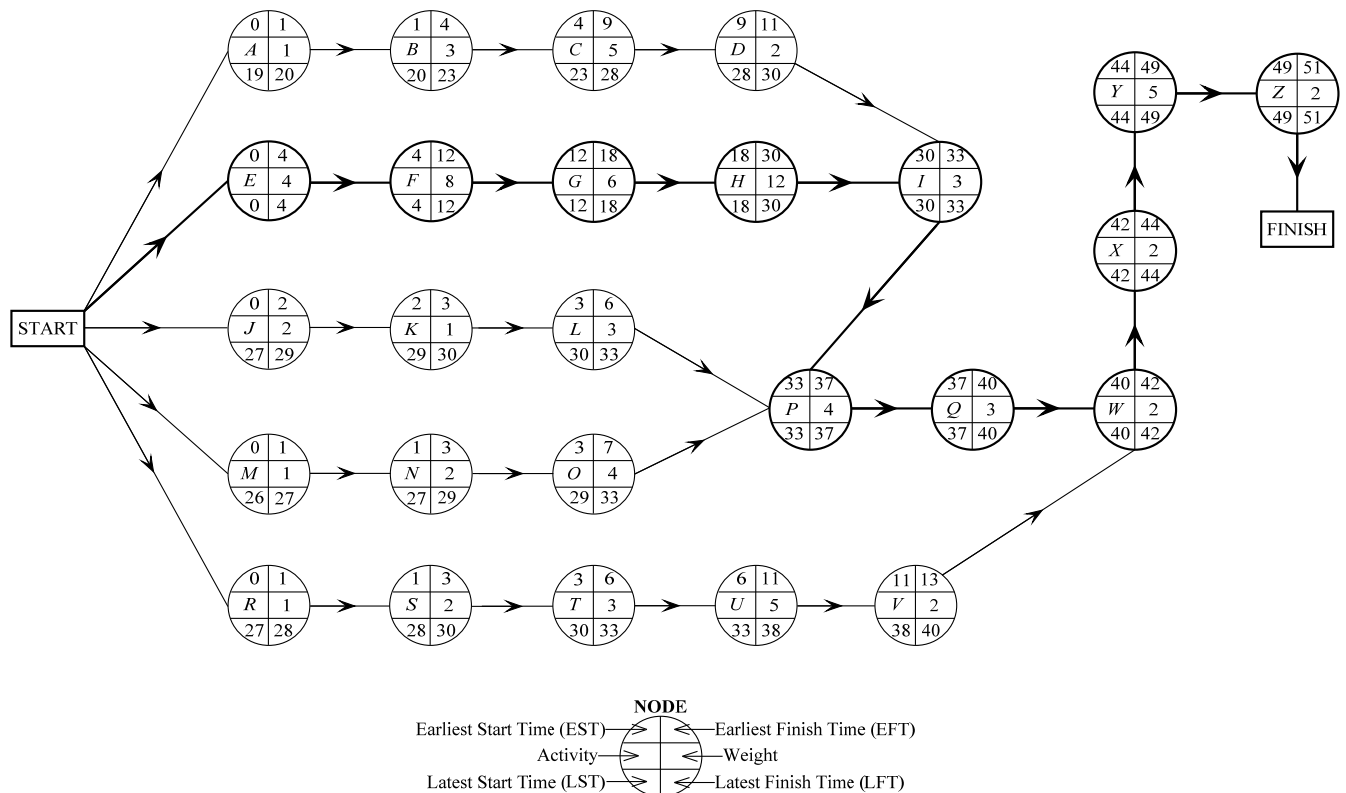 0 1
A 1
19 20
1 4
B 3
20 23
4 9
C 5
23 28
9 11
D 2
28 30
44 49
Y 5
44 49
49 51
Z 2
49 51
0 4
E 4
0 4
4 12
F 8
4 12
12 18
G 6
12 18
18 30
H 12
18 30
30 33
I 3
30 33
FINISH
42 44
X 2
42 44
START
0 2
J 2
27 29
2 3
K 1
29 30
3 6
L 3
30 33
33 37
P 4
33 37
37 40
Q 3
37 40
40 42
W 2
40 42
0 1
M 1
26 27
1 3
N 2
27 29
3 7
O 4
29 33
0 1
R 1
27 28
1 3
S 2
28 30
3 6
T 3
30 33
6 11
U 5
33 38
11 13
V 2
38 40
NODE
Earliest Start Time (EST) Earliest Finish Time (EFT)
Activity Weight
Latest Start Time (LST) Latest Finish Time (LFT)